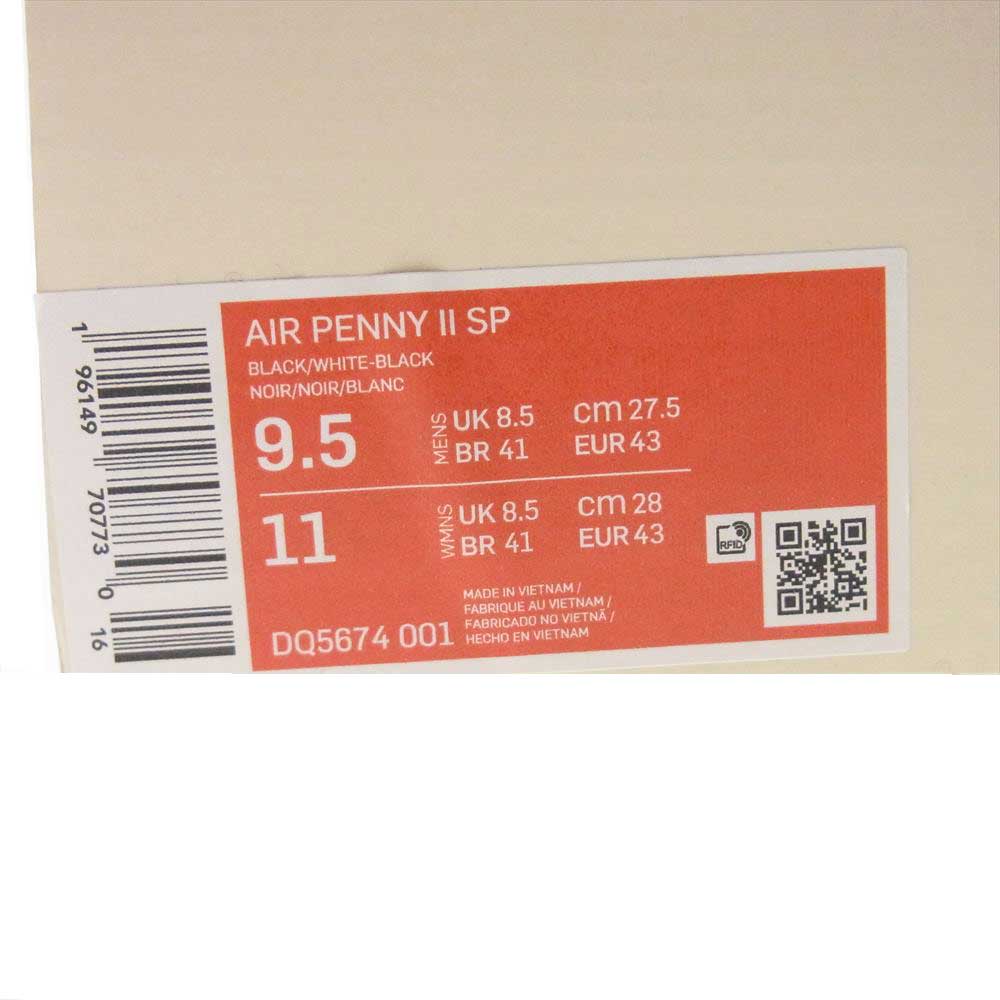 AIR PENNY II SP
BLACK/WHITE-BLACK
NOIR/NOIR/BLANC
9.5 MENS UK 8.5 cm 27.5
BR 41 EUR 43
11 WMNS UK 8.5 cm 28
BR 41 EUR 43
RFID
MADE IN VIETNAM /
FABRIQUE AU VIETNAM /
FABRICADO NO VIETNÃ /
HECHO EN VIETNAM
DQ5674 001
1 96149 70773 0 16